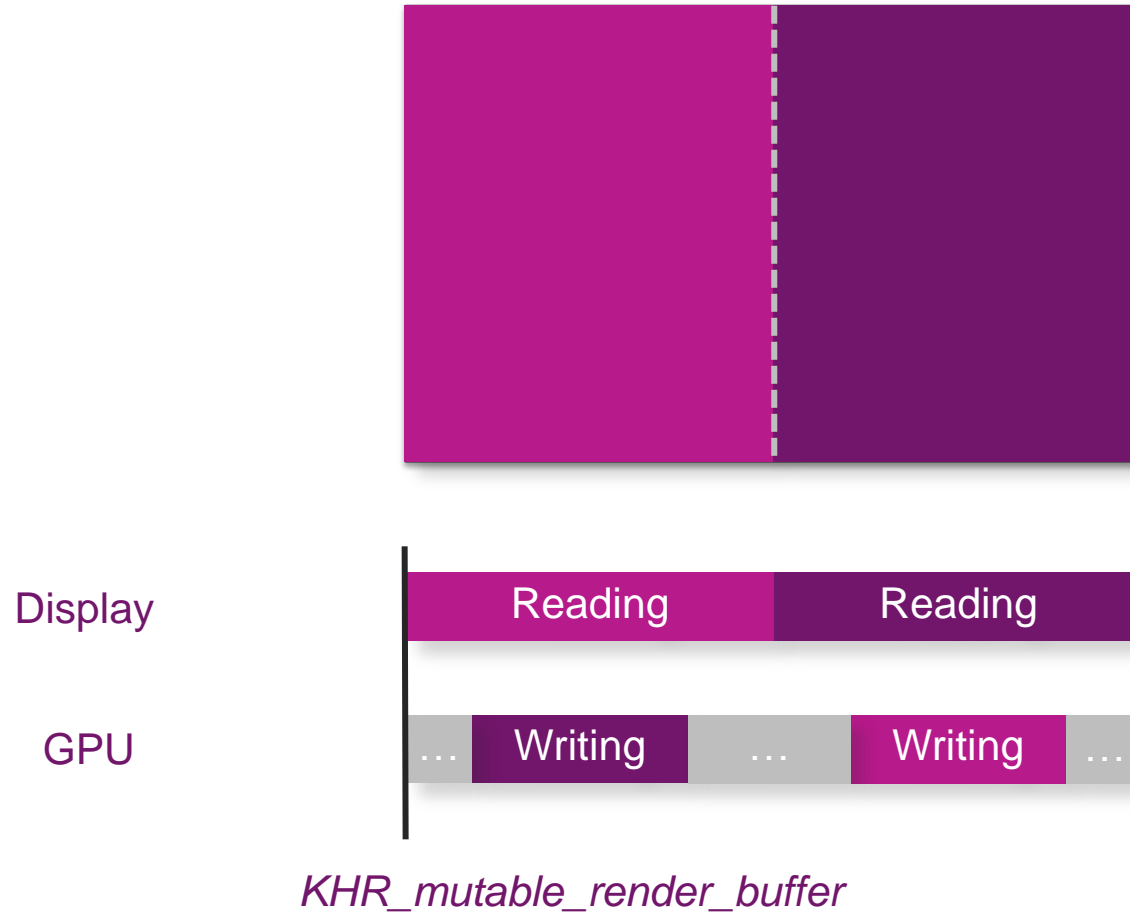 Display Reading Reading
GPU … Writing … Writing …
KHR_mutable_render_buffer